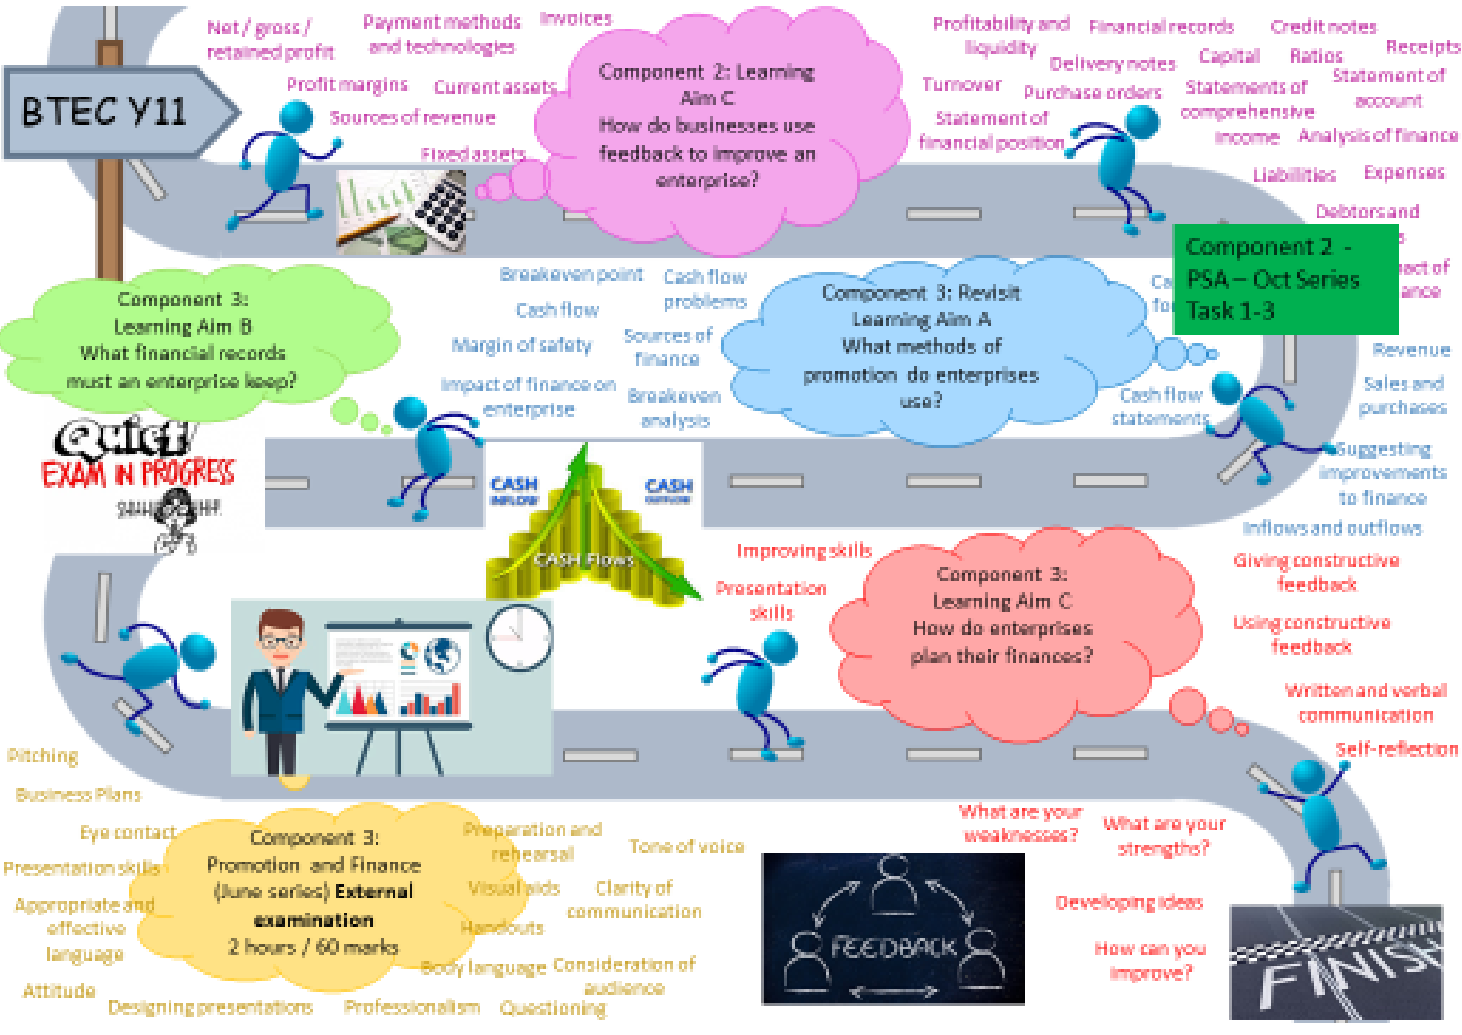 BTEC Y11
Net / gross /
retained profit
Payment methods
and technologies
Invoices
Profit margins
Current assets
Sources of revenue
Fixed assets
Component 2: Learning
Aim C
How do businesses use
feedback to improve an
enterprise?
Profitability and
liquidity
Financial records
Credit notes
Receipts
Delivery notes
Capital
Ratios
Turnover
Purchase orders
Statements of
comprehensive
income
Statement of
account
Statement of
financial position
Analysis of finance
Liabilities
Expenses
Debtors and
Component 2 -
PSA – Oct Series
Task 1-3
Component 3:
Learning Aim B
What financial records
must an enterprise keep?
Breakeven point
Cash flow
problems
Cash flow
Margin of safety
Sources of
finance
Impact of finance on
enterprise
Breakeven
analysis
Component 3: Revisit
Learning Aim A
What methods of
promotion do enterprises
use?
Cash flow
statements
Revenue
Sales and
purchases
Suggesting
improvements
to finance
Inflows and outflows
Quiet!
EXAM IN PROGRESS
CASH
INFLOW
CASH
OUTFLOW
CASH Flows
Improving skills
Presentation
skills
Component 3:
Learning Aim C
How do enterprises
plan their finances?
Giving constructive
feedback
Using constructive
feedback
Written and verbal
communication
Self-reflection
Pitching
Business Plans
Eye contact
Presentation skills
Appropriate and
effective
language
Attitude
Designing presentations
Component 3:
Promotion and Finance
(June series) External
examination
2 hours / 60 marks
Preparation and
rehearsal
Tone of voice
Visual aids
Clarity of
communication
Handouts
Body language
Consideration of
audience
Professionalism
Questioning
What are your
weaknesses?
What are your
strengths?
Developing ideas
How can you
improve?
FEEDBACK
FINISH